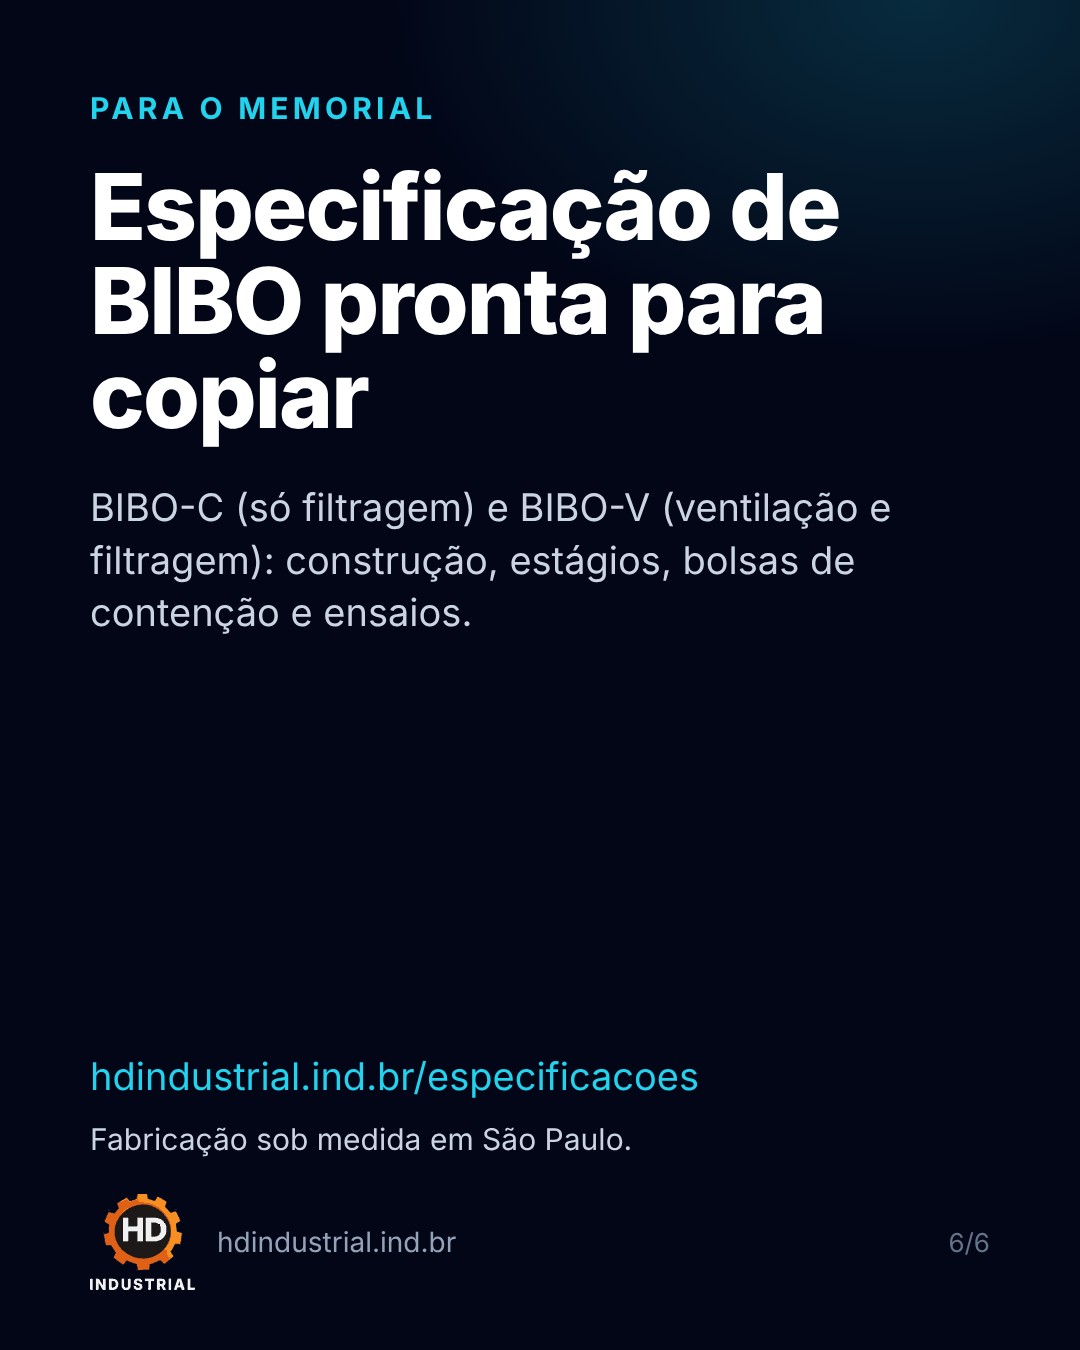 PARA O MEMORIAL
Especificação de
BIBO pronta para
copiar
BIBO-C (só filtragem) e BIBO-V (ventilação e
filtragem): construção, estágios, bolsas de
contenção e ensaios.
hdindustrial.ind.br/especificacoes
Fabricação sob medida em São Paulo.
HD
INDUSTRIAL
hdindustrial.ind.br
6/6